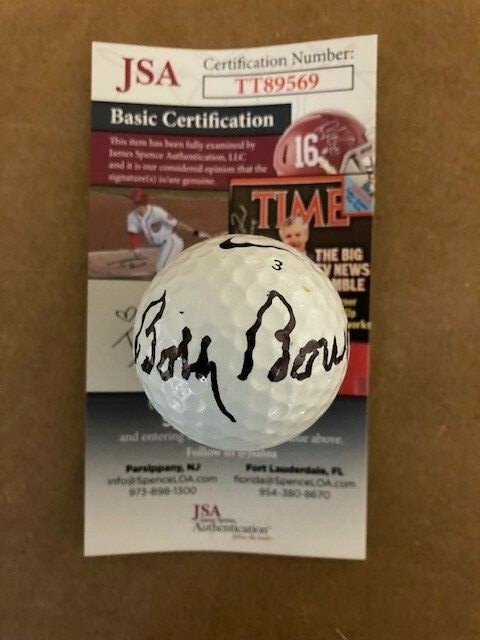 JSA
Certification Number:
TT89569
Basic Certification
This item has been fully examined by
James Spence Authentication, LLC
and it is our considered opinion that the
signature(s) is/are genuine.
16
TIME
THE BIG
NEWS
3
and entering
above.
Follow us
Parsippany, NJ
info@SpenceLOA.com
973-898-1300
Fort Lauderdale, FL
florida@SpenceLOA.com
954-380-8670
JSA
James Spence
Authentication